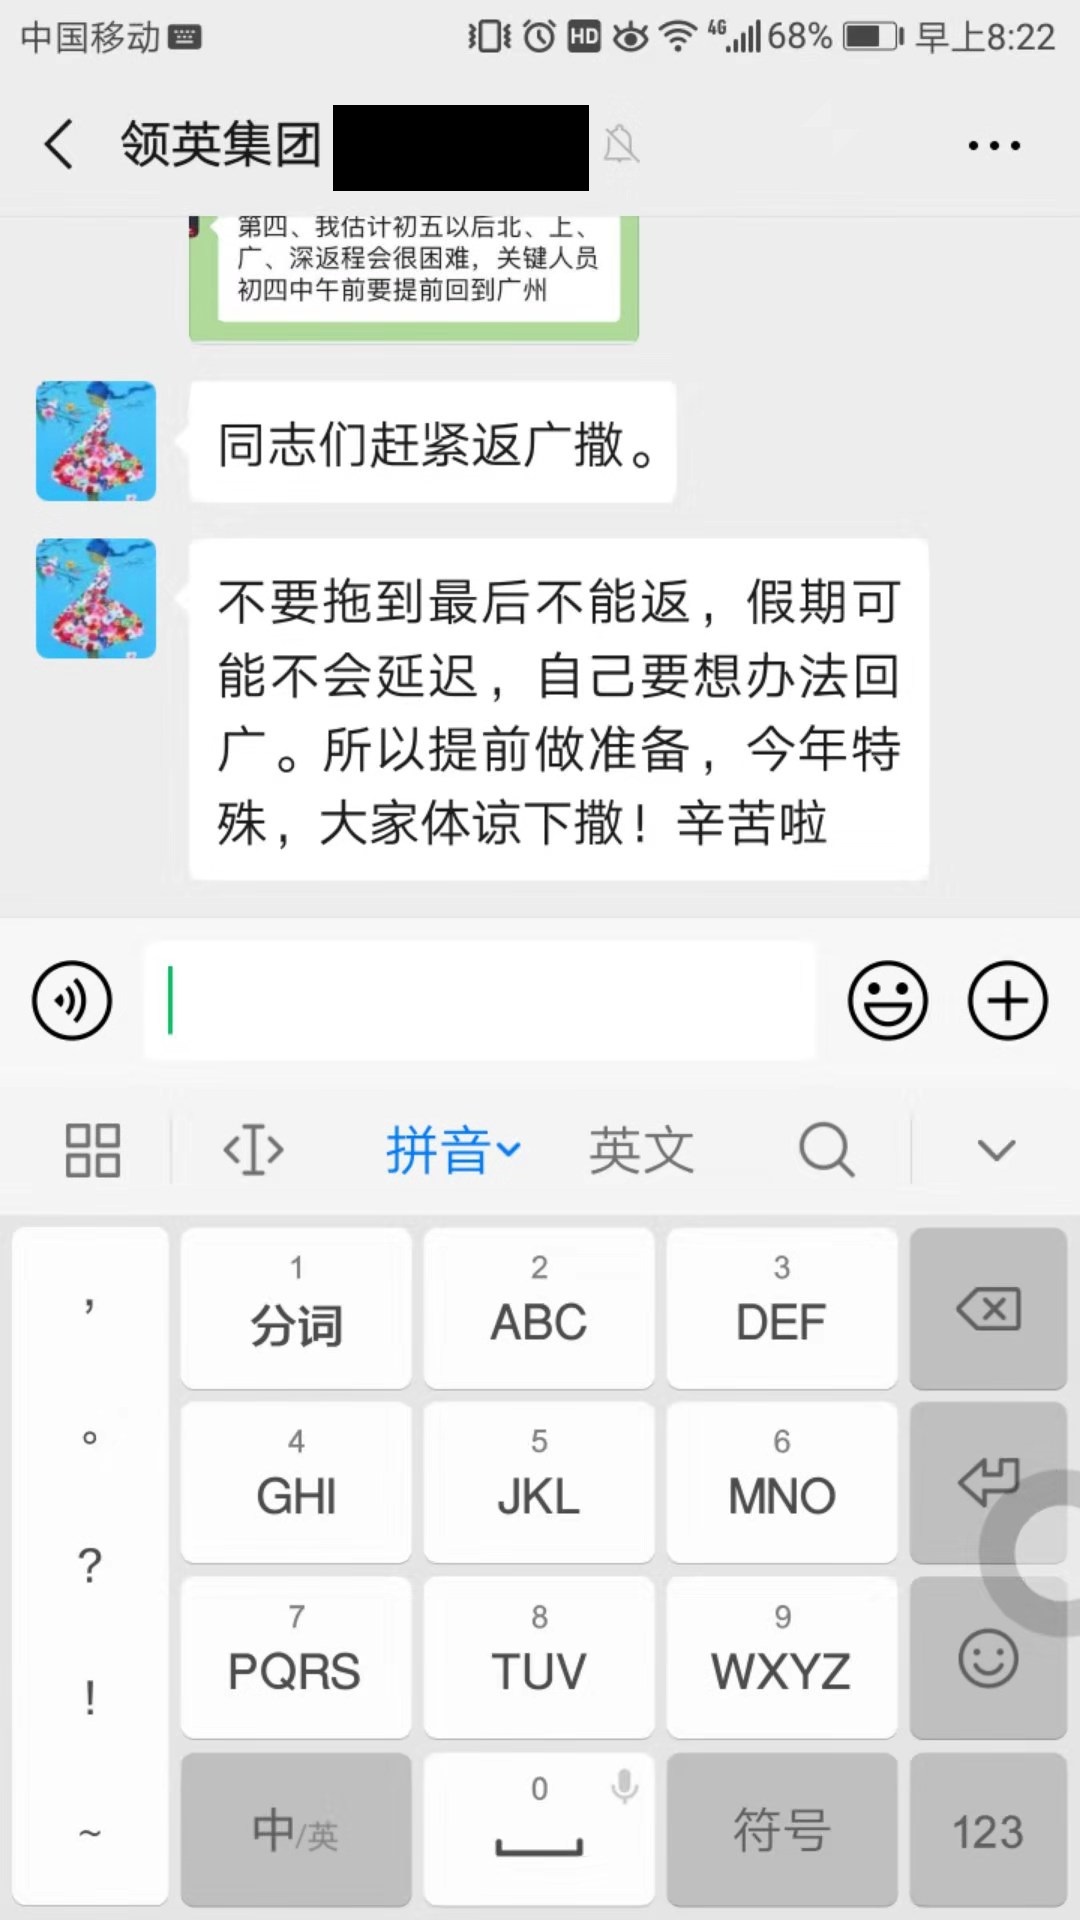 中国移动 HD 4G 68% 早上8:22
领英集团
第四、我估计初五以后北、上、
广、深返程会很困难，关键人员
初四中午前要提前回到广州
同志们赶紧返广撒。
不要拖到最后不能返，假期可
能不会延迟，自己要想办法回
广。所以提前做准备，今年特
殊，大家体谅下撒！辛苦啦
拼音 英文
，
。
？
！
~
1 2 3
分词 ABC DEF
4 5 6
GHI JKL MNO
7 8 9
PQRS TUV WXYZ
0
中/英 符号 123